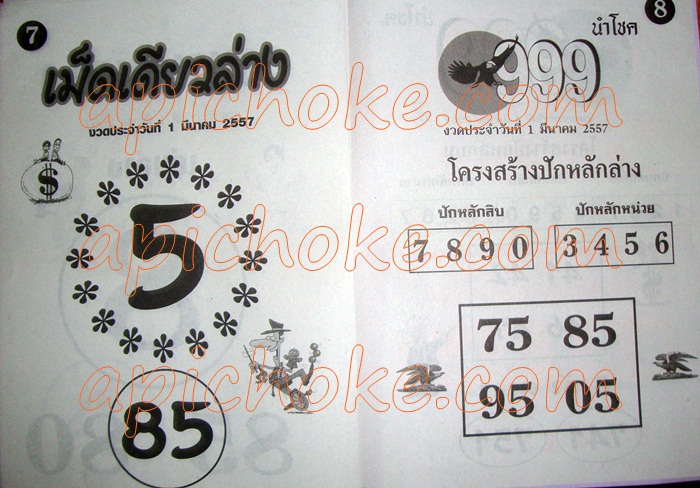 7
เม็ดเดียวล่าง
งวดประจำวันที่ 1 มีนาคม 2557
$
5
85
8
นำโชค
999
งวดประจำวันที่ 1 มีนาคม 2557
โครงสร้างปักหลักล่าง
ปักหลักสิบ ปักหลักหน่วย
7 8 9 0 3 4 5 6
75 85
95 05
apichoke.com
apichoke.com
apichoke.com